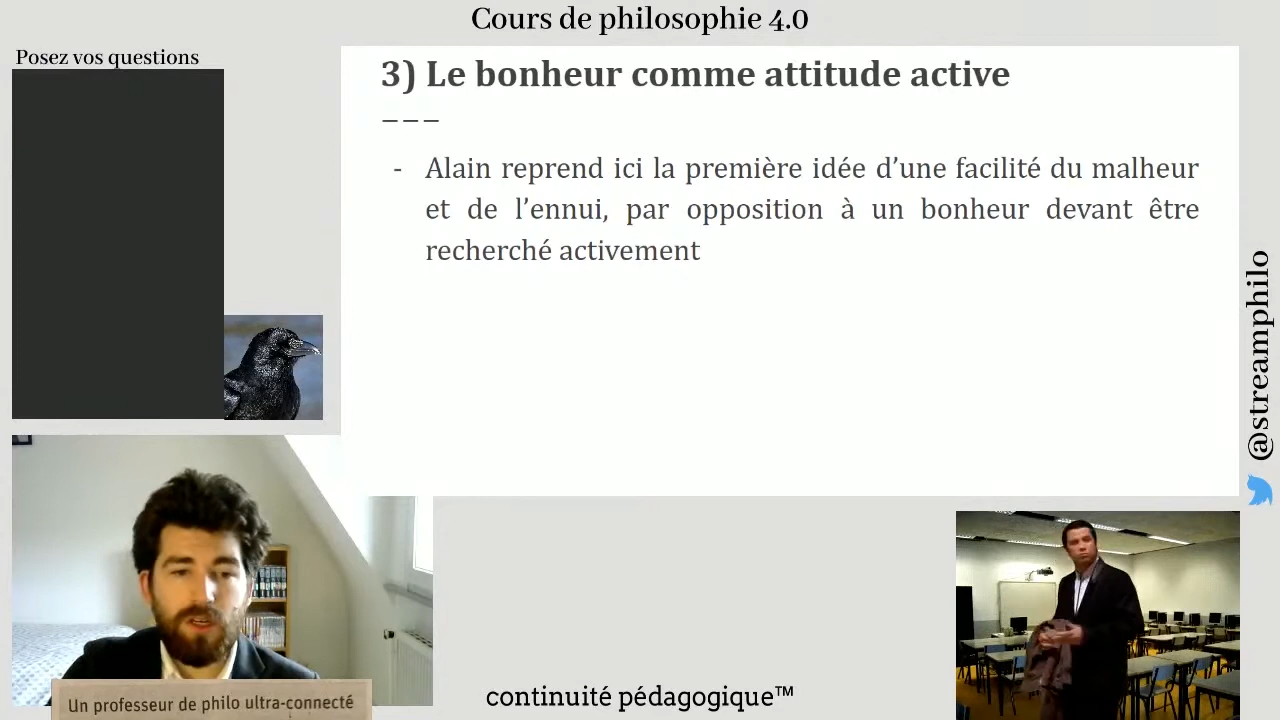 Cours de philosophie 4.0
Posez vos questions
3) Le bonheur comme attitude active
–––
- Alain reprend ici la première idée d’une facilité du malheur
et de l’ennui, par opposition à un bonheur devant être
recherché activement
@streamphilo
Un professeur de philo ultra-connecté
continuité pédagogique™